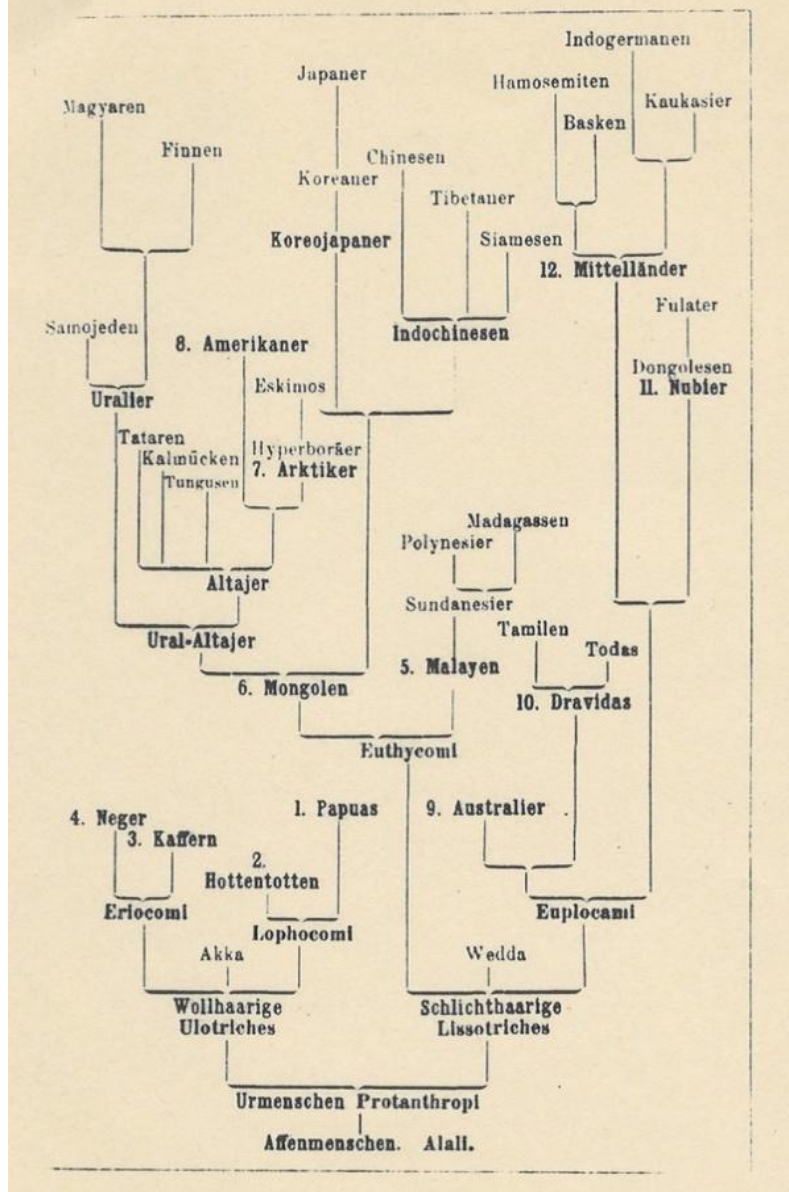 Indogermanen
Japaner
Hamosemiten
Magyaren
Kaukasier
Basken
Finnen
Chinesen
Koreaner
Tibetaner
Koreojapaner
Siamesen
12. Mittelländer
Fulater
Samojeden
Indochinesen
8. Amerikaner
Dongolesen
Eskimos
11. Nubier
Uralier
Tataren
Hyperboräer
Kalmücken
7. Arktiker
Tungusen
Madagassen
Polynesier
Altajer
Sundanesier
Tamilen
Ural-Altajer
Todas
5. Malayen
6. Mongolen
10. Dravidas
Euthycomi
4. Neger
1. Papuas
9. Australier
3. Kaffern
2.
Hottentotten
Eriocomi
Euplocami
Lophocomi
Akka
Wedda
Wollhaarige
Schlichthaarige
Ulotriches
Lissotriches
Urmenschen Protanthropi
Affenmenschen. Alali.